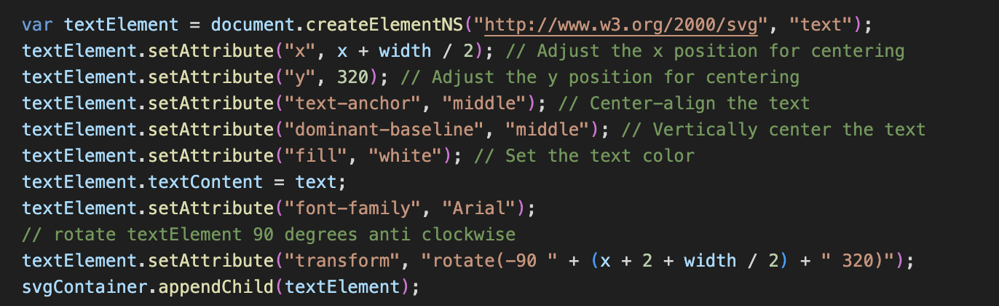 var textElement = document.createElementNS("http://www.w3.org/2000/svg", "text");
textElement.setAttribute("x", x + width / 2); // Adjust the x position for centering
textElement.setAttribute("y", 320); // Adjust the y position for centering
textElement.setAttribute("text-anchor", "middle"); // Center-align the text
textElement.setAttribute("dominant-baseline", "middle"); // Vertically center the text
textElement.setAttribute("fill", "white"); // Set the text color
textElement.textContent = text;
textElement.setAttribute("font-family", "Arial");
// rotate textElement 90 degrees anti clockwise
textElement.setAttribute("transform", "rotate(-90 " + (x + 2 + width / 2) + " 320)");
svgContainer.appendChild(textElement);